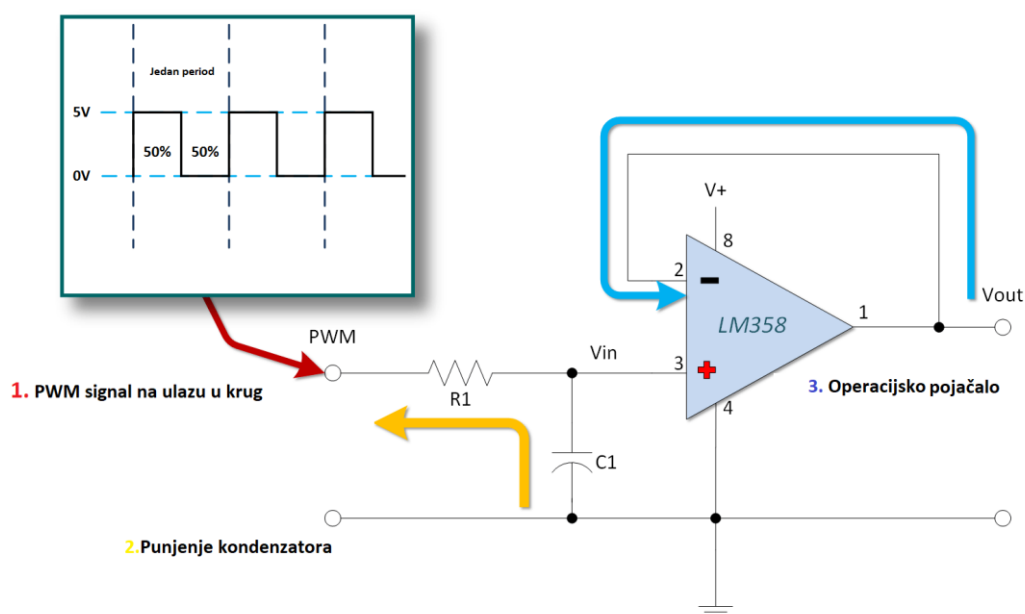 Jedan period
5V
50% 50%
0V
V+
8
2
LM358
1
Vout
PWM
Vin
3
R1
4
C1
1. PWM signal na ulazu u krug
3. Operacijsko pojačalo
2.Punjenje kondenzatora